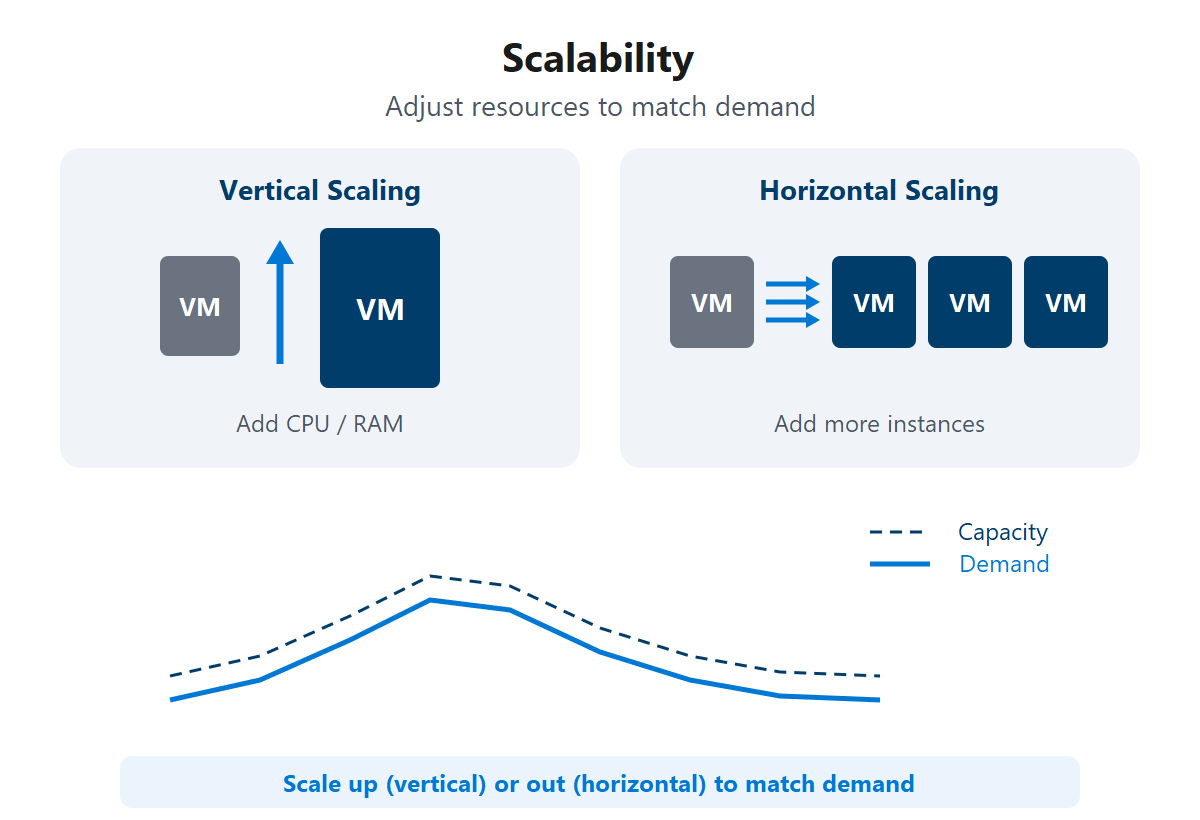 Scalability
Adjust resources to match demand
Vertical Scaling
VM
VM
Add CPU / RAM
Horizontal Scaling
VM
VM
VM
VM
Add more instances
Capacity
Demand
Scale up (vertical) or out (horizontal) to match demand